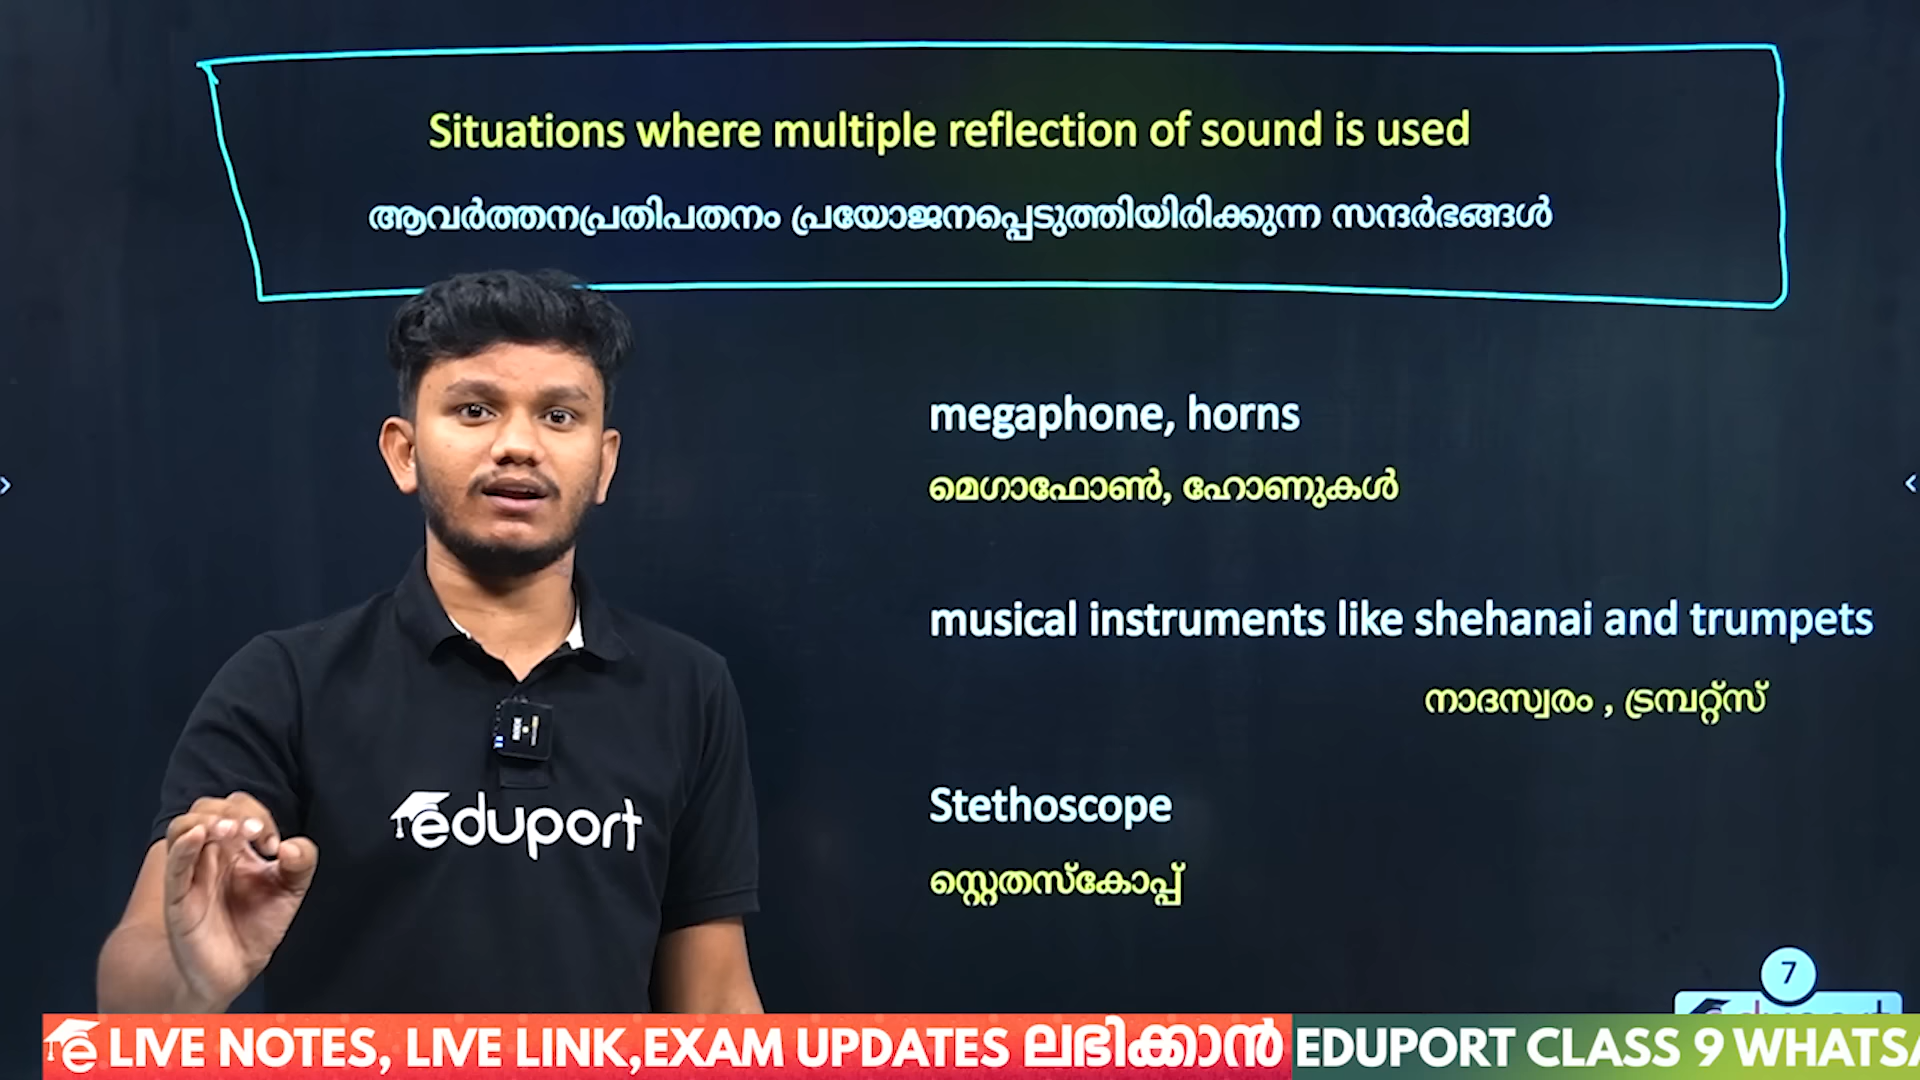 Situations where multiple reflection of sound is used
ആവർത്തനപ്രതിപതനം പ്രയോജനപ്പെടുത്തിയിരിക്കുന്ന സന്ദർഭങ്ങൾ
megaphone, horns
മെഗാഫോൺ, ഹോണുകൾ
musical instruments like shehanai and trumpets
നാദസ്വരം , ട്രമ്പറ്റ്സ്
Stethoscope
സ്റ്റെതസ്കോപ്പ്
eduport
7
LIVE NOTES, LIVE LINK,EXAM UPDATES ലഭിക്കാൻ EDUPORT CLASS 9 WHATSA